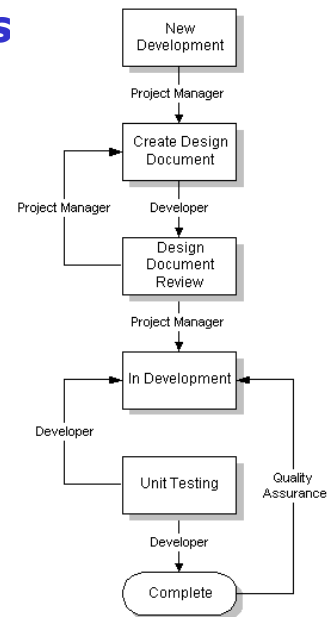 s
New
Development
Project Manager
Create Design
Document
Project Manager
Developer
Design
Document
Review
Project Manager
In Development
Developer
Unit Testing
Quality
Assurance
Developer
Complete